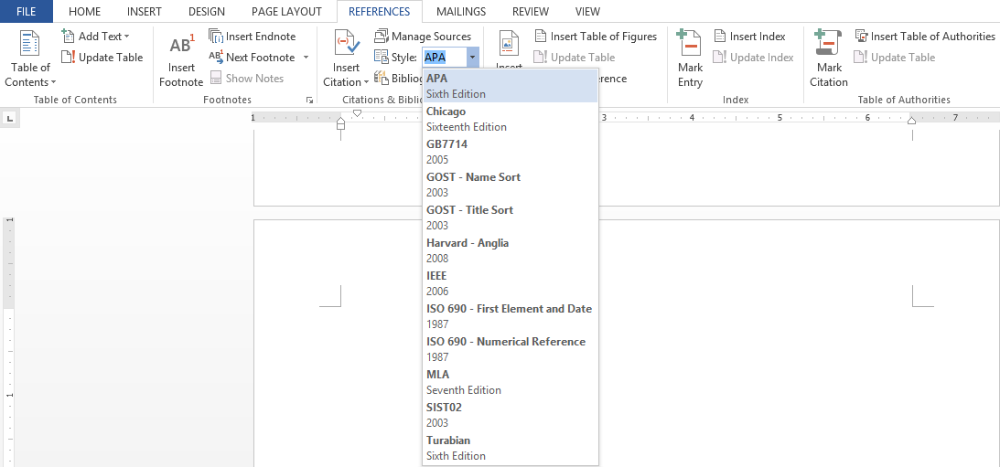 FILE HOME INSERT DESIGN PAGE LAYOUT REFERENCES MAILINGS REVIEW VIEW
Table of
Contents
Add Text
Update Table
Table of Contents
AB1
Insert
Footnote
Insert Endnote
AB1 Next Footnote
Show Notes
Footnotes
Insert
Citation
Manage Sources
Style: APA
Bibliog
Citations & Biblio
Insert
Insert Table of Figures
Update Table
erence
Mark
Entry
Insert Index
Update Index
Index
Mark
Citation
Insert Table of Authorities
Update Table
Table of Authorities
APA
Sixth Edition
Chicago
Sixteenth Edition
GB7714
2005
GOST - Name Sort
2003
GOST - Title Sort
2003
Harvard - Anglia
2008
IEEE
2006
ISO 690 - First Element and Date
1987
ISO 690 - Numerical Reference
1987
MLA
Seventh Edition
SIST02
2003
Turabian
Sixth Edition
L
1 3 4 5 6 7
1
1